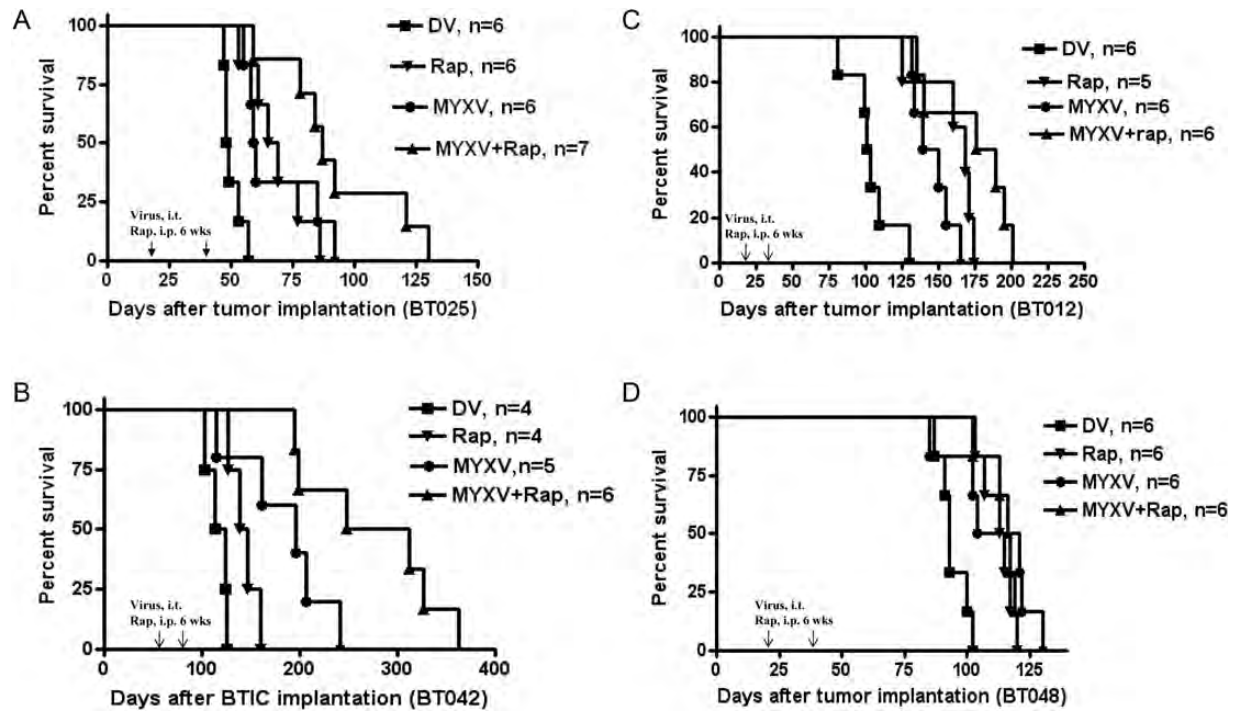 A
Percent survival
100
75
50
25
0
DV, n=6
Rap, n=6
MYXV, n=6
MYXV+Rap, n=7
Virus, i.t.
Rap, i.p. 6 wks
0 25 50 75 100 125 150
Days after tumor implantation (BT025)
C
Percent survival
100
80
60
40
20
0
DV, n=6
Rap, n=5
MYXV, n=6
MYXV+rap, n=6
Virus, i.t.
Rap, i.p. 6 wks
0 25 50 75 100 125 150 175 200 225 250
Days after tumor implantation (BT012)
B
Percent survival
100
75
50
25
0
DV, n=4
Rap, n=4
MYXV,n=5
MYXV+Rap, n=6
Virus, i.t.
Rap, i.p. 6 wks
0 100 200 300 400
Days after BTIC implantation (BT042)
D
Percent survival
100
75
50
25
0
DV, n=6
Rap, n=6
MYXV, n=6
MYXV+Rap, n=6
Virus, i.t.
Rap, i.p. 6 wks
0 25 50 75 100 125
Days after tumor implantation (BT048)